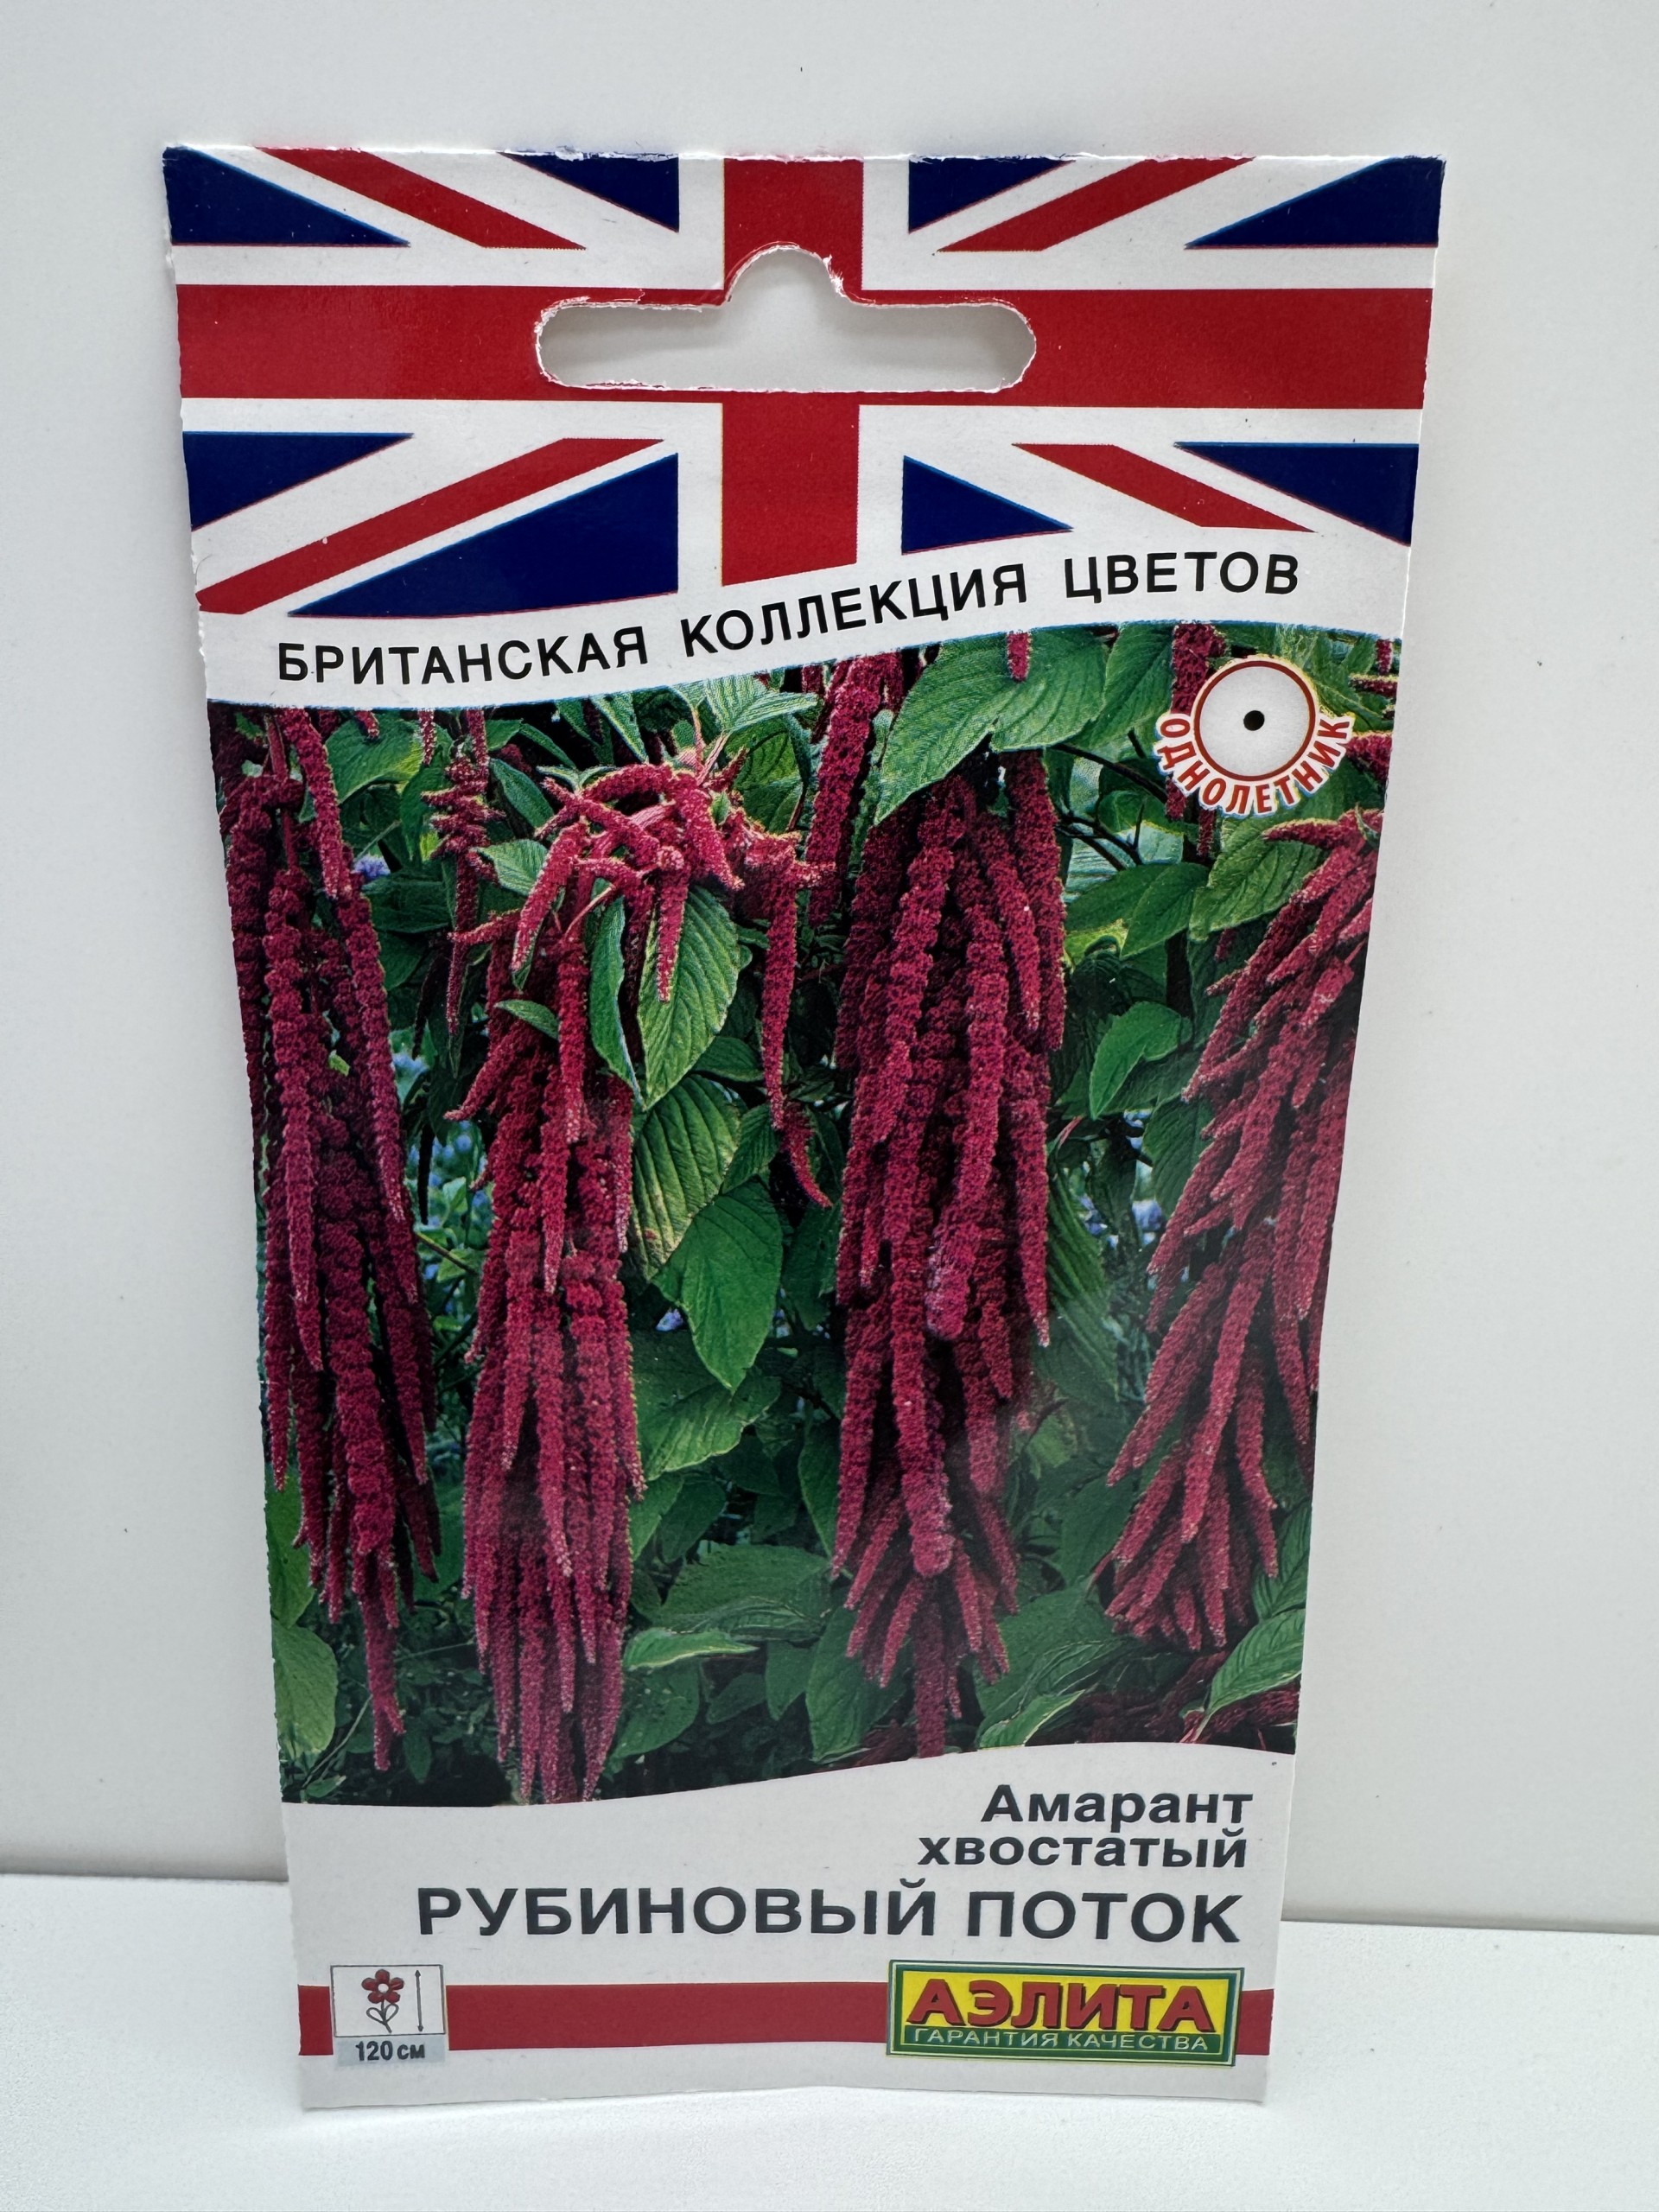 БРИТАНСКАЯ КОЛЛЕКЦИЯ ЦВЕТОВ
ОДНОЛЕТНИК
Амарант
хвостатый
РУБИНОВЫЙ ПОТОК
120 см
АЭЛИТА
ГАРАНТИЯ КАЧЕСТВА